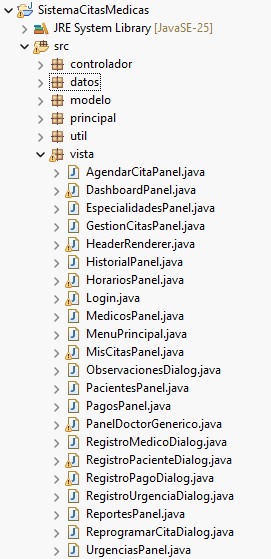 SistemaCitasMedicas
JRE System Library [JavaSE-25]
src
controlador
datos
modelo
principal
util
vista
AgendarCitaPanel.java
DashboardPanel.java
EspecialidadesPanel.java
GestionCitasPanel.java
HeaderRenderer.java
HistorialPanel.java
HorariosPanel.java
Login.java
MedicosPanel.java
MenuPrincipal.java
MisCitasPanel.java
ObservacionesDialog.java
PacientesPanel.java
PagosPanel.java
PanelDoctorGenerico.java
RegistroMedicoDialog.java
RegistroPacienteDialog.java
RegistroPagoDialog.java
RegistroUrgenciaDialog.java
ReportesPanel.java
ReprogramarCitaDialog.java
UrgenciasPanel.java